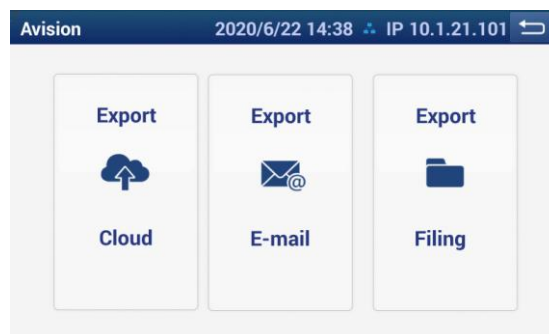 Avision 2020/6/22 14:38 IP 10.1.21.101
Export Export Export
@
Cloud E-mail Filing